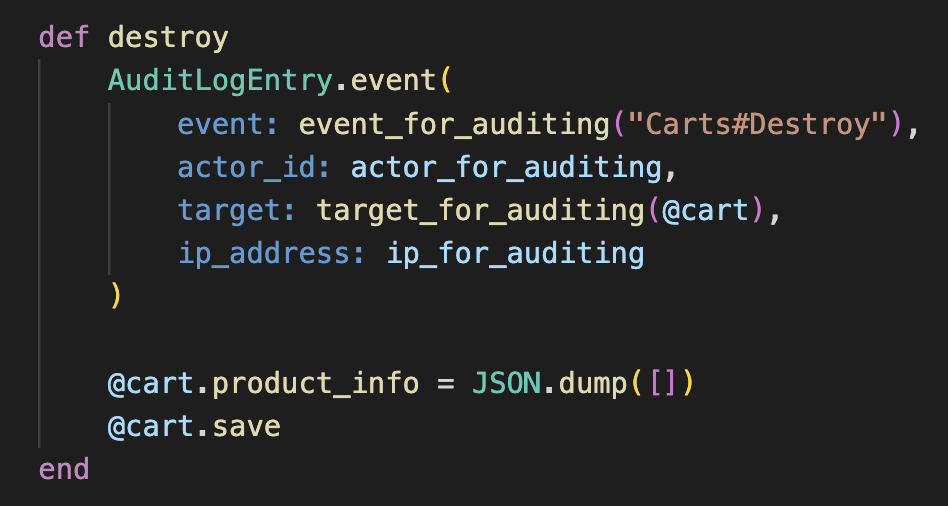 def destroy
AuditLogEntry.event(
event: event_for_auditing("Carts#Destroy"),
actor_id: actor_for_auditing,
target: target_for_auditing(@cart),
ip_address: ip_for_auditing
)
@cart.product_info = JSON.dump([])
@cart.save
end